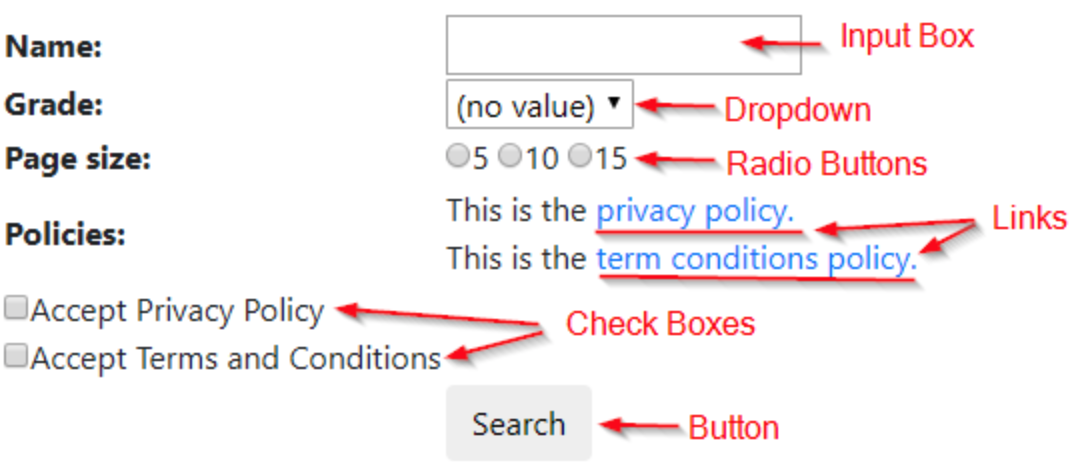 Name: Input Box
Grade: (no value) Dropdown
Page size: 5 10 15 Radio Buttons
This is the privacy policy.
Policies: Links
This is the term conditions policy.
Accept Privacy Policy
Check Boxes
Accept Terms and Conditions
Search Button